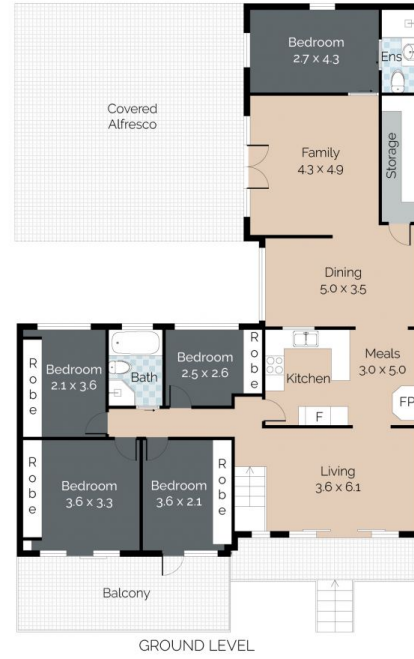 Bedroom
2.7 x 4.3
Ens
Covered
Alfresco
Family
4.3 x 4.9
Storage
Dining
5.0 x 3.5
Robe
Bedroom
2.1 x 3.6
Bath
Bedroom
2.5 x 2.6
Robe
Kitchen
Meals
3.0 x 5.0
F
FP
Robe
Bedroom
3.6 x 3.3
Bedroom
3.6 x 2.1
Robe
Living
3.6 x 6.1
Balcony
GROUND LEVEL